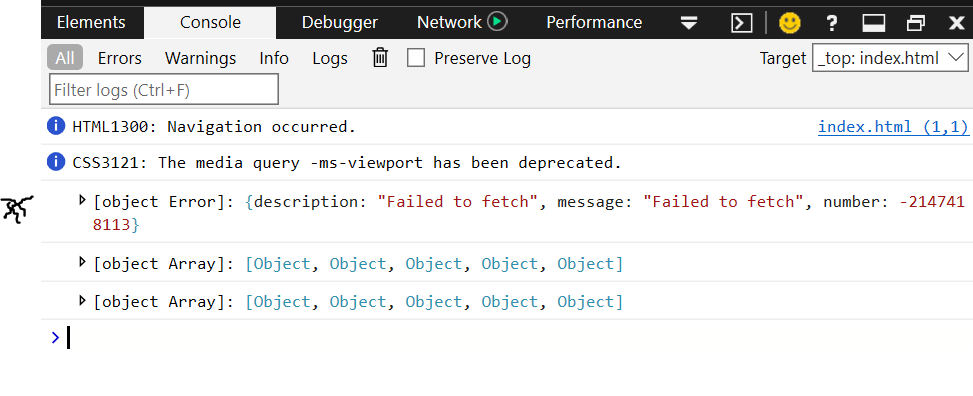 Elements Console Debugger Network Performance ?
All Errors Warnings Info Logs Preserve Log Target _top: index.html
Filter logs (Ctrl+F)
HTML1300: Navigation occurred. index.html (1,1)
CSS3121: The media query -ms-viewport has been deprecated.
[object Error]: {description: "Failed to fetch", message: "Failed to fetch", number: -214741
8113}
[object Array]: [Object, Object, Object, Object, Object]
[object Array]: [Object, Object, Object, Object, Object]
>